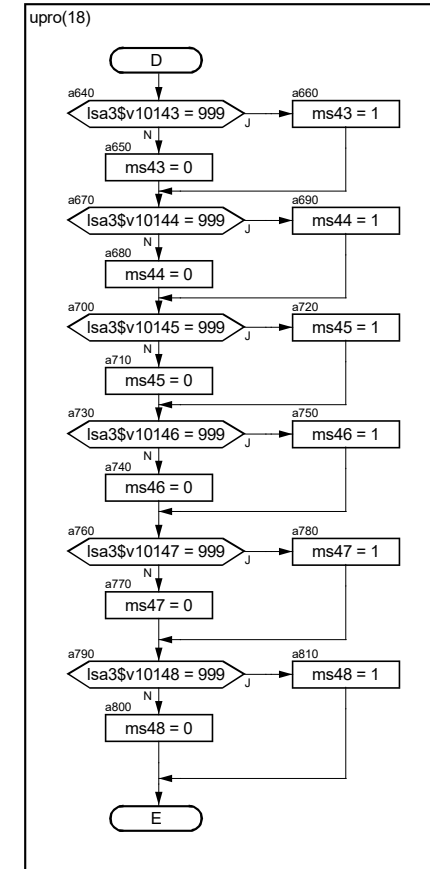 upro(18)
D
a640
lsa3$v10143 = 999
J
N
a660
ms43 = 1
a650
ms43 = 0
a670
lsa3$v10144 = 999
J
N
a690
ms44 = 1
a680
ms44 = 0
a700
lsa3$v10145 = 999
J
N
a720
ms45 = 1
a710
ms45 = 0
a730
lsa3$v10146 = 999
J
N
a750
ms46 = 1
a740
ms46 = 0
a760
lsa3$v10147 = 999
J
N
a780
ms47 = 1
a770
ms47 = 0
a790
lsa3$v10148 = 999
J
N
a810
ms48 = 1
a800
ms48 = 0
E